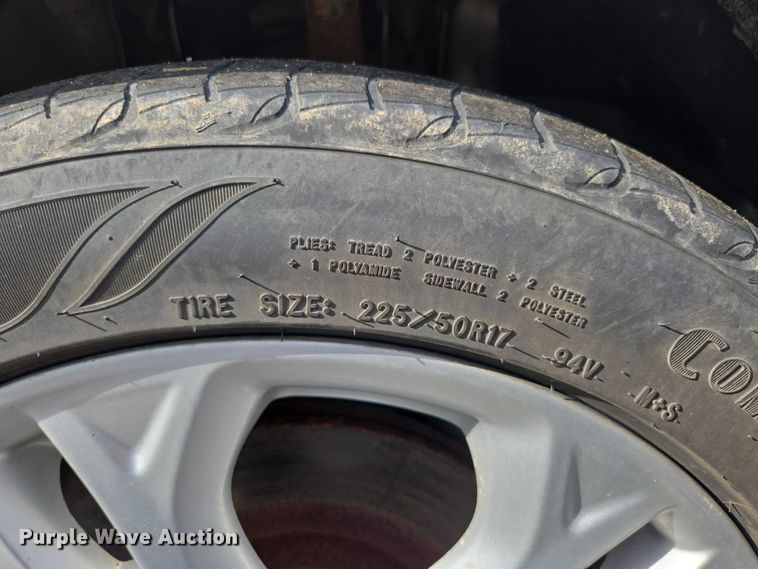 PLIES: TREAD 2 POLYESTER + 2 STEEL
+ 1 POLYAMIDE SIDEWALL 2 POLYESTER
TIRE SIZE: 225/50R17 94V M+S
Purple Wave Auction